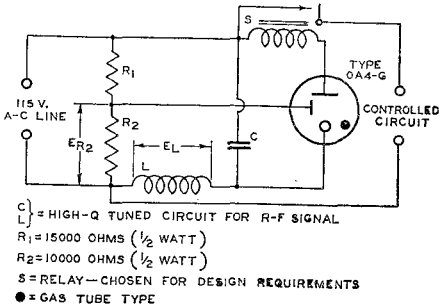 S
TYPE
OA4-G
R1
115 V.
A-C LINE
CONTROLLED
CIRCUIT
R2
ER2
EL
C
L
C
L } = HIGH-Q TUNED CIRCUIT FOR R-F SIGNAL
R1 = 15000 OHMS (1/2 WATT)
R2 = 10000 OHMS (1/2 WATT)
S = RELAY—CHOSEN FOR DESIGN REQUIREMENTS
● = GAS TUBE TYPE